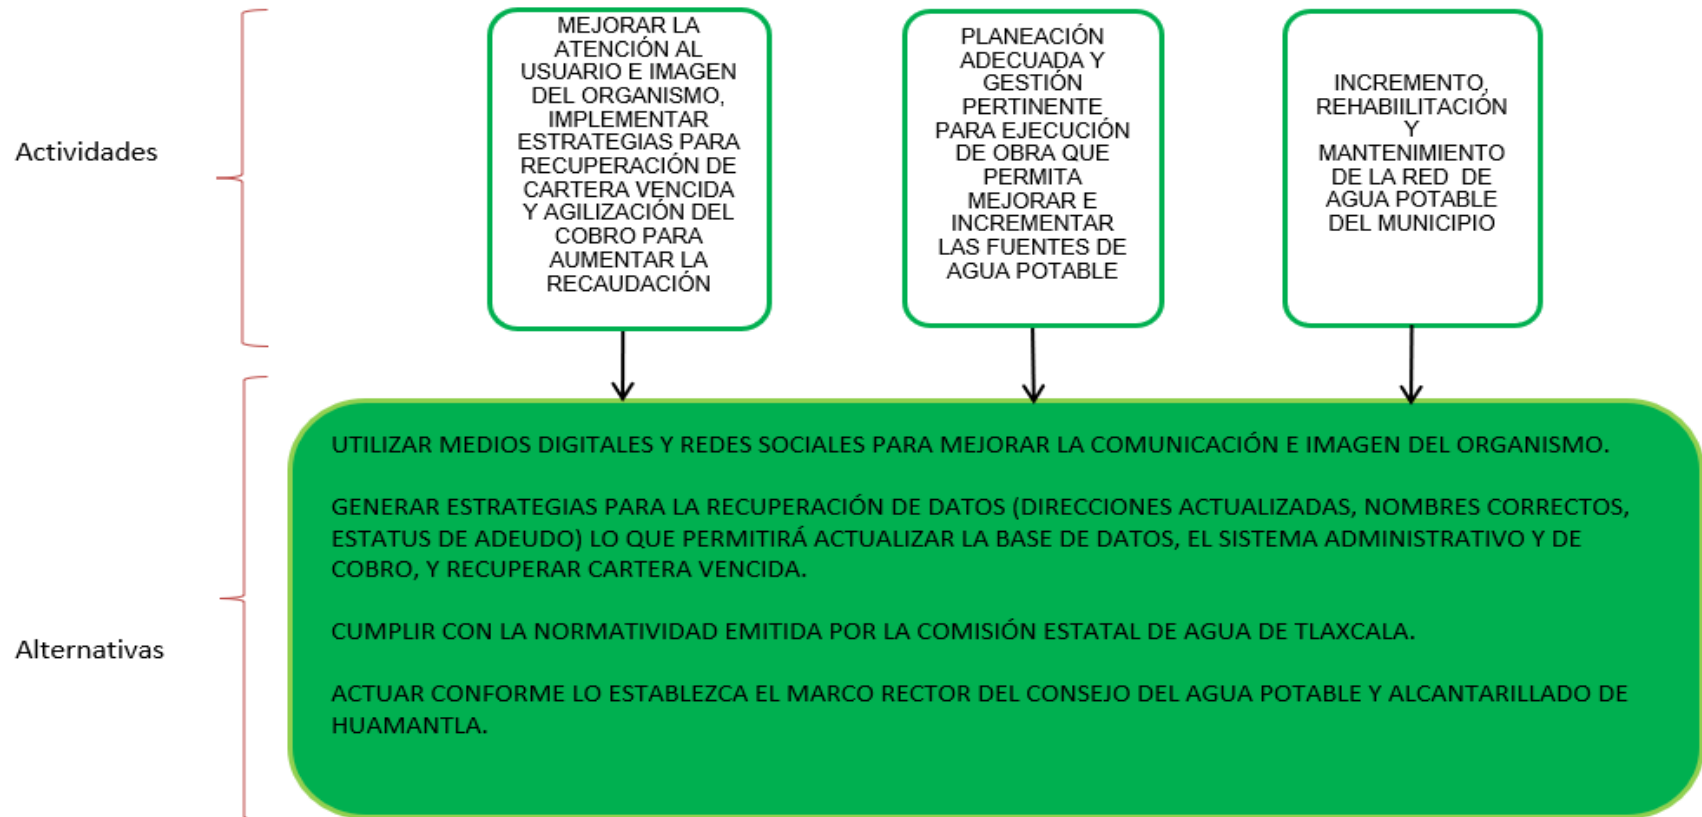 Actividades
MEJORAR LA
ATENCIÓN AL
USUARIO E IMAGEN
DEL ORGANISMO,
IMPLEMENTAR
ESTRATEGIAS PARA
RECUPERACIÓN DE
CARTERA VENCIDA
Y AGILIZACIÓN DEL
COBRO PARA
AUMENTAR LA
RECAUDACIÓN
PLANEACIÓN
ADECUADA Y
GESTIÓN
PERTINENTE
PARA EJECUCIÓN
DE OBRA QUE
PERMITA
MEJORAR E
INCREMENTAR
LAS FUENTES DE
AGUA POTABLE
INCREMENTO,
REHABIILITACIÓN
Y
MANTENIMIENTO
DE LA RED DE
AGUA POTABLE
DEL MUNICIPIO
Alternativas
UTILIZAR MEDIOS DIGITALES Y REDES SOCIALES PARA MEJORAR LA COMUNICACIÓN E IMAGEN DEL ORGANISMO.
GENERAR ESTRATEGIAS PARA LA RECUPERACIÓN DE DATOS (DIRECCIONES ACTUALIZADAS, NOMBRES CORRECTOS,
ESTATUS DE ADEUDO) LO QUE PERMITIRÁ ACTUALIZAR LA BASE DE DATOS, EL SISTEMA ADMINISTRATIVO Y DE
COBRO, Y RECUPERAR CARTERA VENCIDA.
CUMPLIR CON LA NORMATIVIDAD EMITIDA POR LA COMISIÓN ESTATAL DE AGUA DE TLAXCALA.
ACTUAR CONFORME LO ESTABLEZCA EL MARCO RECTOR DEL CONSEJO DEL AGUA POTABLE Y ALCANTARILLADO DE
HUAMANTLA.